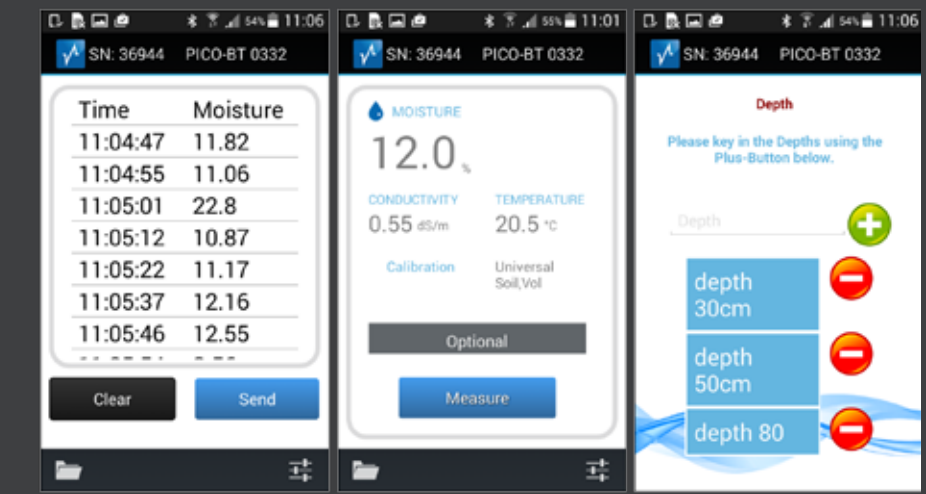 54% 11:06
SN: 36944 PICO-BT 0332
Time Moisture
11:04:47 11.82
11:04:55 11.06
11:05:01 22.8
11:05:12 10.87
11:05:22 11.17
11:05:37 12.16
11:05:46 12.55
Clear Send
55% 11:01
SN: 36944 PICO-BT 0332
MOISTURE
12.0 %
CONDUCTIVITY TEMPERATURE
0.55 dS/m 20.5 °C
Calibration Universal
Soil,Vol
Optional
Measure
54% 11:06
SN: 36944 PICO-BT 0332
Depth
Please key in the Depths using the
Plus-Button below.
Depth
depth
30cm
depth
50cm
depth 80